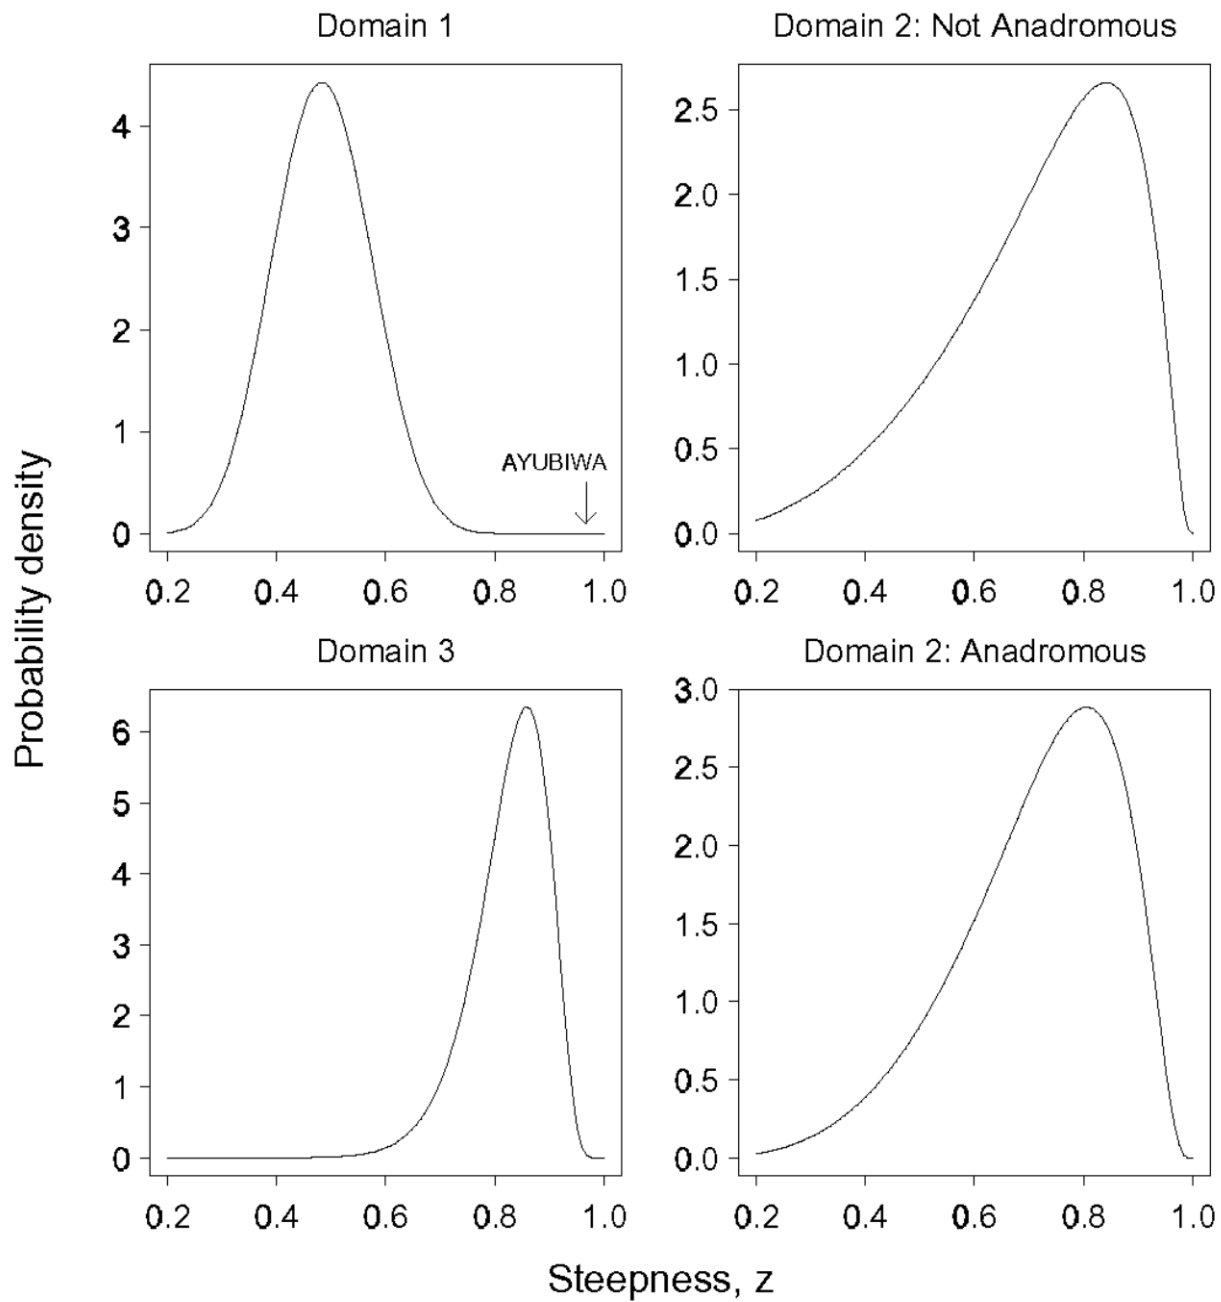 Domain 1
4
3
2
1
0
AYUBIWA
0.2 0.4 0.6 0.8 1.0
Domain 2: Not Anadromous
2.5
2.0
1.5
1.0
0.5
0.0
0.2 0.4 0.6 0.8 1.0
Domain 3
6
5
4
3
2
1
0
0.2 0.4 0.6 0.8 1.0
Domain 2: Anadromous
3.0
2.5
2.0
1.5
1.0
0.5
0.0
0.2 0.4 0.6 0.8 1.0
Probability density
Steepness, z